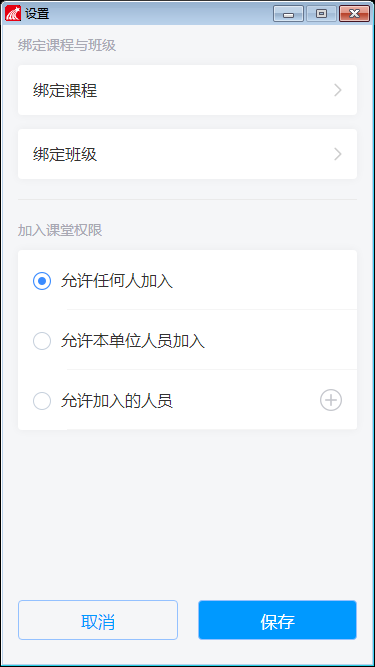 设置
绑定课程与班级
绑定课程
绑定班级
加入课堂权限
允许任何人加入
允许本单位人员加入
允许加入的人员
取消
保存